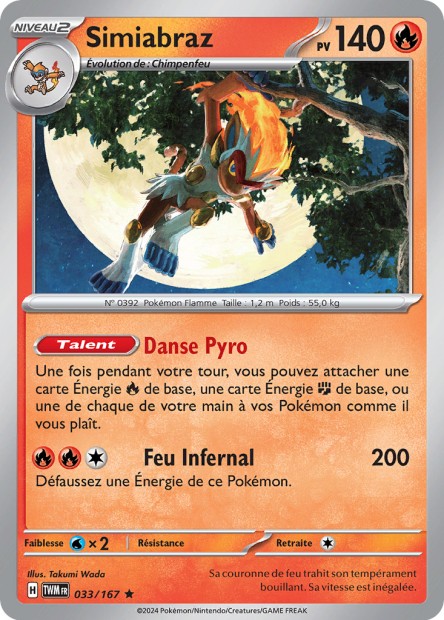 NIVEAU 2
Simiabraz
PV 140
Évolution de : Chimpenfeu
N° 0392 Pokémon Flamme Taille : 1,2 m Poids : 55,0 kg
Talent Danse Pyro
Une fois pendant votre tour, vous pouvez attacher une
carte Énergie de base, une carte Énergie de base, ou
une de chaque de votre main à vos Pokémon comme il
vous plaît.
Feu Infernal 200
Défaussez une Énergie de ce Pokémon.
Faiblesse ×2 Résistance Retraite
Illus. Takumi Wada
H TWM FR 033/167 ★
Sa couronne de feu trahit son tempérament
bouillant. Sa vitesse est inégalée.
©2024 Pokémon/Nintendo/Creatures/GAME FREAK